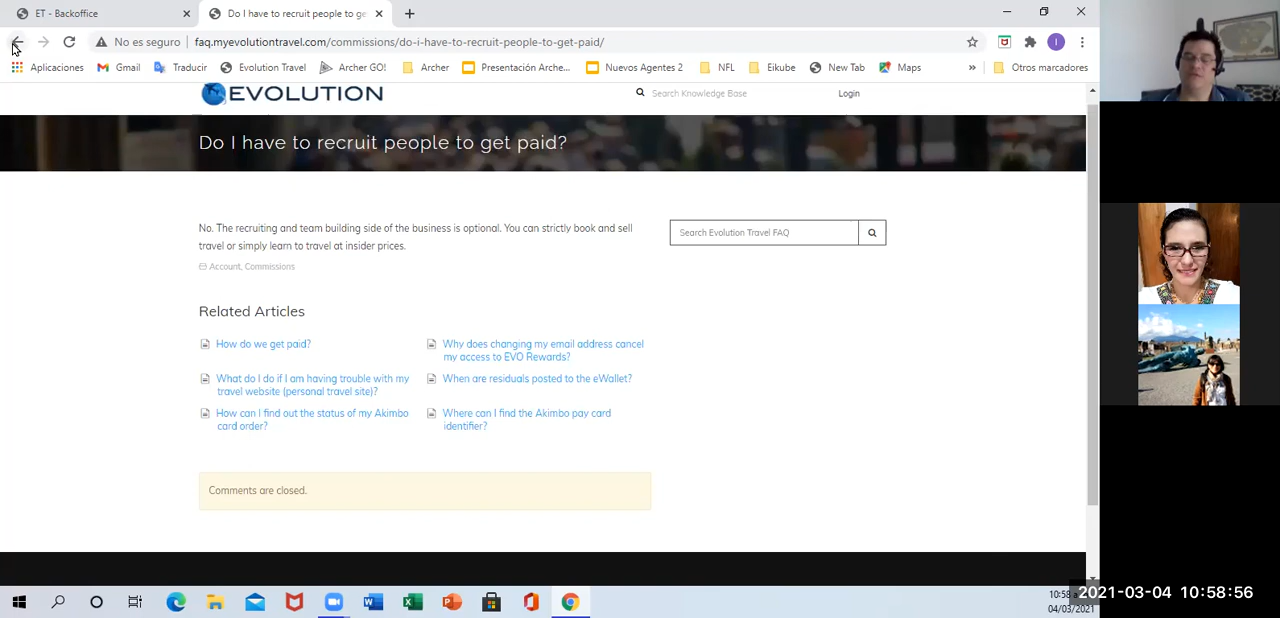 ET - Backoffice
Do I have to recruit people to ge
No es seguro
faq.myevolutiontravel.com/commissions/do-i-have-to-recruit-people-to-get-paid/
Aplicaciones
Gmail
Traducir
Evolution Travel
Archer GO!
Archer
Presentación Arche...
Nuevos Agentes 2
NFL
Eikube
New Tab
Maps
»
Otros marcadores
EVOLUTION
Search Knowledge Base
Login
Do I have to recruit people to get paid?
No. The recruiting and team building side of the business is optional. You can strictly book and sell
travel or simply learn to travel at insider prices.
Account, Commissions
Search Evolution Travel FAQ
Related Articles
How do we get paid?
Why does changing my email address cancel
my access to EVO Rewards?
What do I do if I am having trouble with my
travel website (personal travel site)?
When are residuals posted to the eWallet?
How can I find out the status of my Akimbo
card order?
Where can I find the Akimbo pay card
identifier?
Comments are closed.
10:58 a
04/03/2021
2021-03-04 10:58:56